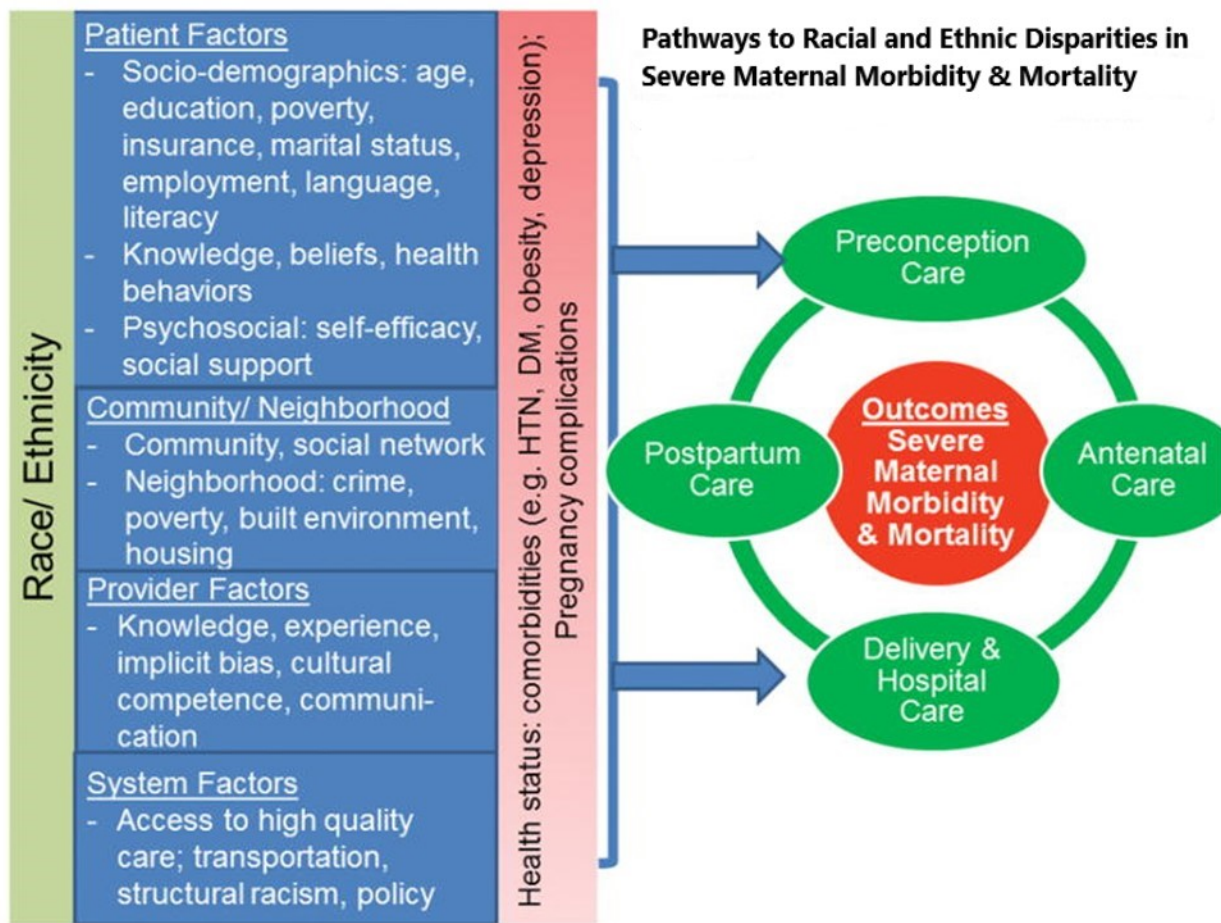 Pathways to Racial and Ethnic Disparities in
Severe Maternal Morbidity & Mortality
Race/ Ethnicity
Patient Factors
- Socio-demographics: age,
education, poverty,
insurance, marital status,
employment, language,
literacy
- Knowledge, beliefs, health
behaviors
- Psychosocial: self-efficacy,
social support
Community/ Neighborhood
- Community, social network
- Neighborhood: crime,
poverty, built environment,
housing
Provider Factors
- Knowledge, experience,
implicit bias, cultural
competence, communi-
cation
System Factors
- Access to high quality
care; transportation,
structural racism, policy
Health status: comorbidities (e.g. HTN, DM, obesity, depression);
Pregnancy complications
Preconception
Care
Postpartum
Care
Outcomes
Severe
Maternal
Morbidity
& Mortality
Antenatal
Care
Delivery &
Hospital
Care